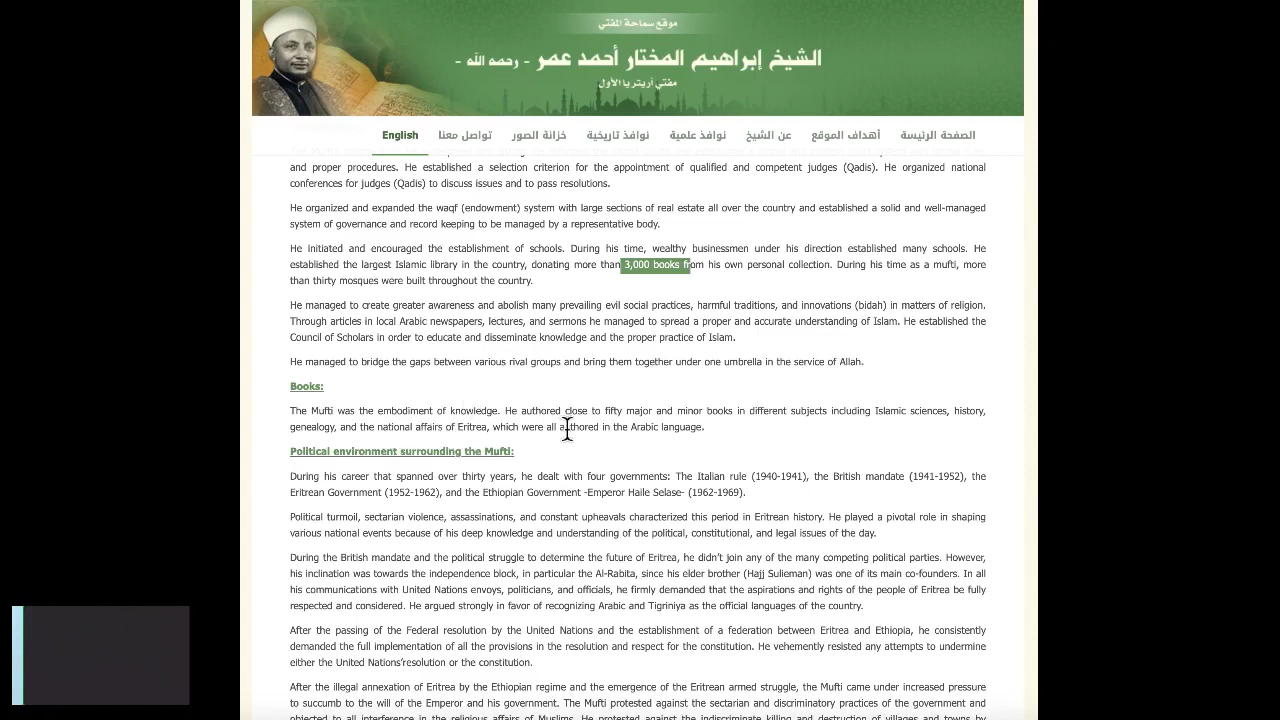 موقع سماحة المفتي
الشيخ إبراهيم المختار أحمد عمر - رحمه الله -
مفتي أريتريا الأول
الصفحة الرئيسة أهداف الموقع عن الشيخ نوافذ علمية نوافذ تاريخية خزانة الصور تواصل معنا English
and proper procedures. He established a selection criterion for the appointment of qualified and competent judges (Qadis). He organized national
conferences for judges (Qadis) to discuss issues and to pass resolutions.
He organized and expanded the waqf (endowment) system with large sections of real estate all over the country and established a solid and well-managed
system of governance and record keeping to be managed by a representative body.
He initiated and encouraged the establishment of schools. During his time, wealthy businessmen under his direction established many schools. He
established the largest Islamic library in the country, donating more than 3,000 books from his own personal collection. During his time as a mufti, more
than thirty mosques were built throughout the country.
He managed to create greater awareness and abolish many prevailing evil social practices, harmful traditions, and innovations (bidah) in matters of religion.
Through articles in local Arabic newspapers, lectures, and sermons he managed to spread a proper and accurate understanding of Islam. He established the
Council of Scholars in order to educate and disseminate knowledge and the proper practice of Islam.
He managed to bridge the gaps between various rival groups and bring them together under one umbrella in the service of Allah.
Books:
The Mufti was the embodiment of knowledge. He authored close to fifty major and minor books in different subjects including Islamic sciences, history,
genealogy, and the national affairs of Eritrea, which were all authored in the Arabic language.
Political environment surrounding the Mufti:
During his career that spanned over thirty years, he dealt with four governments: The Italian rule (1940-1941), the British mandate (1941-1952), the
Eritrean Government (1952-1962), and the Ethiopian Government -Emperor Haile Selase- (1962-1969).
Political turmoil, sectarian violence, assassinations, and constant upheavals characterized this period in Eritrean history. He played a pivotal role in shaping
various national events because of his deep knowledge and understanding of the political, constitutional, and legal issues of the day.
During the British mandate and the political struggle to determine the future of Eritrea, he didn't join any of the many competing political parties. However,
his inclination was towards the independence block, in particular the Al-Rabita, since his elder brother (Hajj Sulieman) was one of its main co-founders. In all
his communications with United Nations envoys, politicians, and officials, he firmly demanded that the aspirations and rights of the people of Eritrea be fully
respected and considered. He argued strongly in favor of recognizing Arabic and Tigriniya as the official languages of the country.
After the passing of the Federal resolution by the United Nations and the establishment of a federation between Eritrea and Ethiopia, he consistently
demanded the full implementation of all the provisions in the resolution and respect for the constitution. He vehemently resisted any attempts to undermine
either the United Nations'resolution or the constitution.
After the illegal annexation of Eritrea by the Ethiopian regime and the emergence of the Eritrean armed struggle, the Mufti came under increased pressure
to succumb to the will of the Emperor and his government. The Mufti protested against the sectarian and discriminatory practices of the government and
objected to all interference in the religious affairs of Muslims. He protested against the indiscriminate killing and destruction of villages and towns by